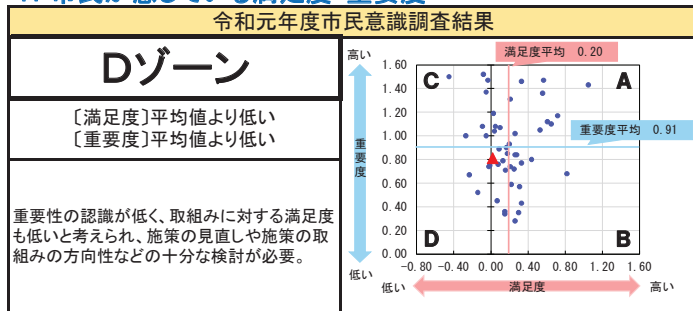 令和元年度市民意識調査結果
Dゾーン
〔満足度〕平均値より低い
〔重要度〕平均値より低い
重要性の認識が低く、取組みに対する満足度
も低いと考えられ、施策の見直しや施策の取
組みの方向性などの十分な検討が必要。
高い
重要度
低い
満足度平均 0.20
重要度平均 0.91
C
A
D
B
1.60
1.40
1.20
1.00
0.80
0.60
0.40
0.20
0.00
-0.80 -0.40 0.00 0.40 0.80 1.20 1.60
低い 満足度 高い